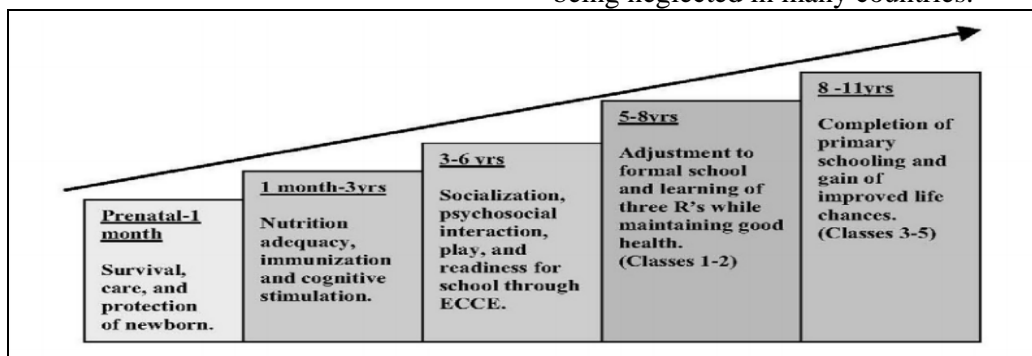 being neglected in many countries.
Prenatal-1
month
Survival,
care, and
protection
of newborn.
1 month-3yrs
Nutrition
adequacy,
immunization
and cognitive
stimulation.
3-6 yrs
Socialization,
psychosocial
interaction,
play, and
readiness for
school through
ECCE.
5-8yrs
Adjustment to
formal school
and learning of
three R's while
maintaining good
health.
(Classes 1-2)
8 -11yrs
Completion of
primary
schooling and
gain of
improved life
chances.
(Classes 3-5)